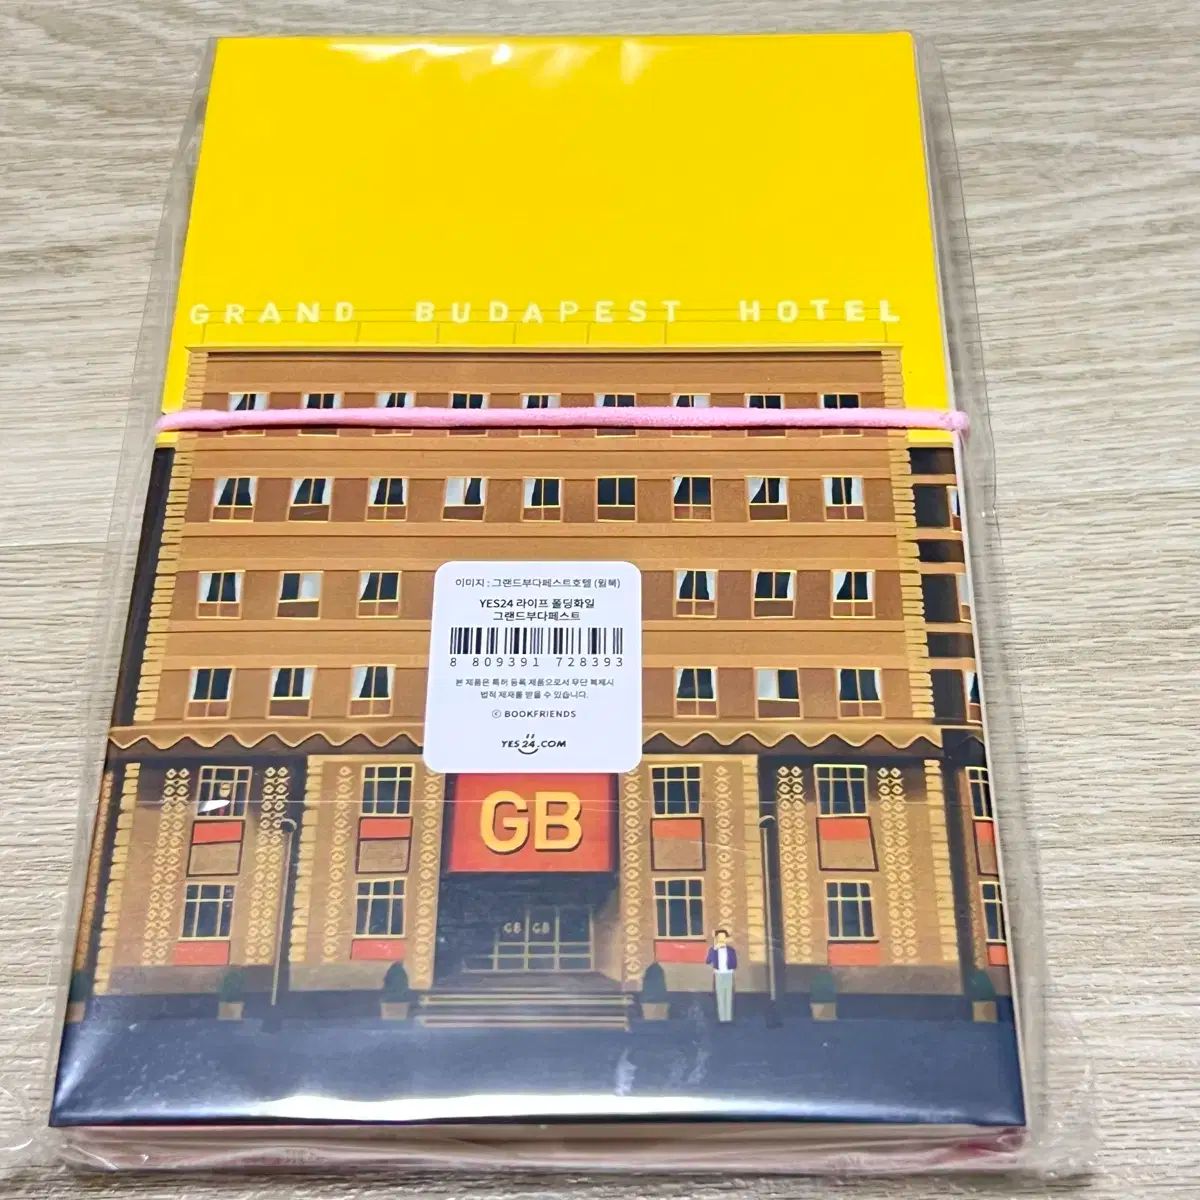 GRAND BUDAPEST HOTEL
이미지 : 그랜드부다페스트호텔 (윌북)
YES24 라이프 폴딩화일
그랜드부다페스트
8 809391 728393
본 제품은 특허 등록 제품으로서 무단 복제시
법적 제재를 받을 수 있습니다.
ⓒ BOOKFRIENDS
YES24.COM
GB
GB GB